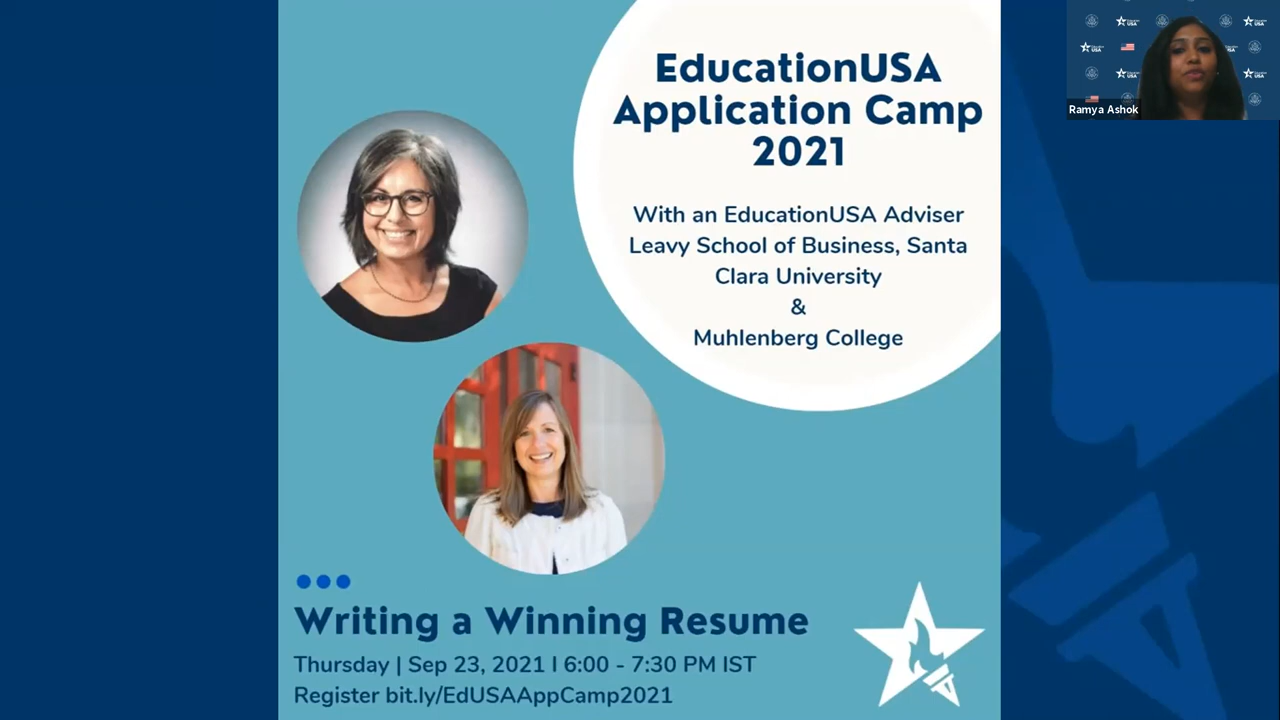 EducationUSA
Application Camp
2021
With an EducationUSA Adviser
Leavy School of Business, Santa
Clara University
&
Muhlenberg College
Writing a Winning Resume
Thursday | Sep 23, 2021 I 6:00 - 7:30 PM IST
Register bit.ly/EdUSAAppCamp2021
Ramya Ashok